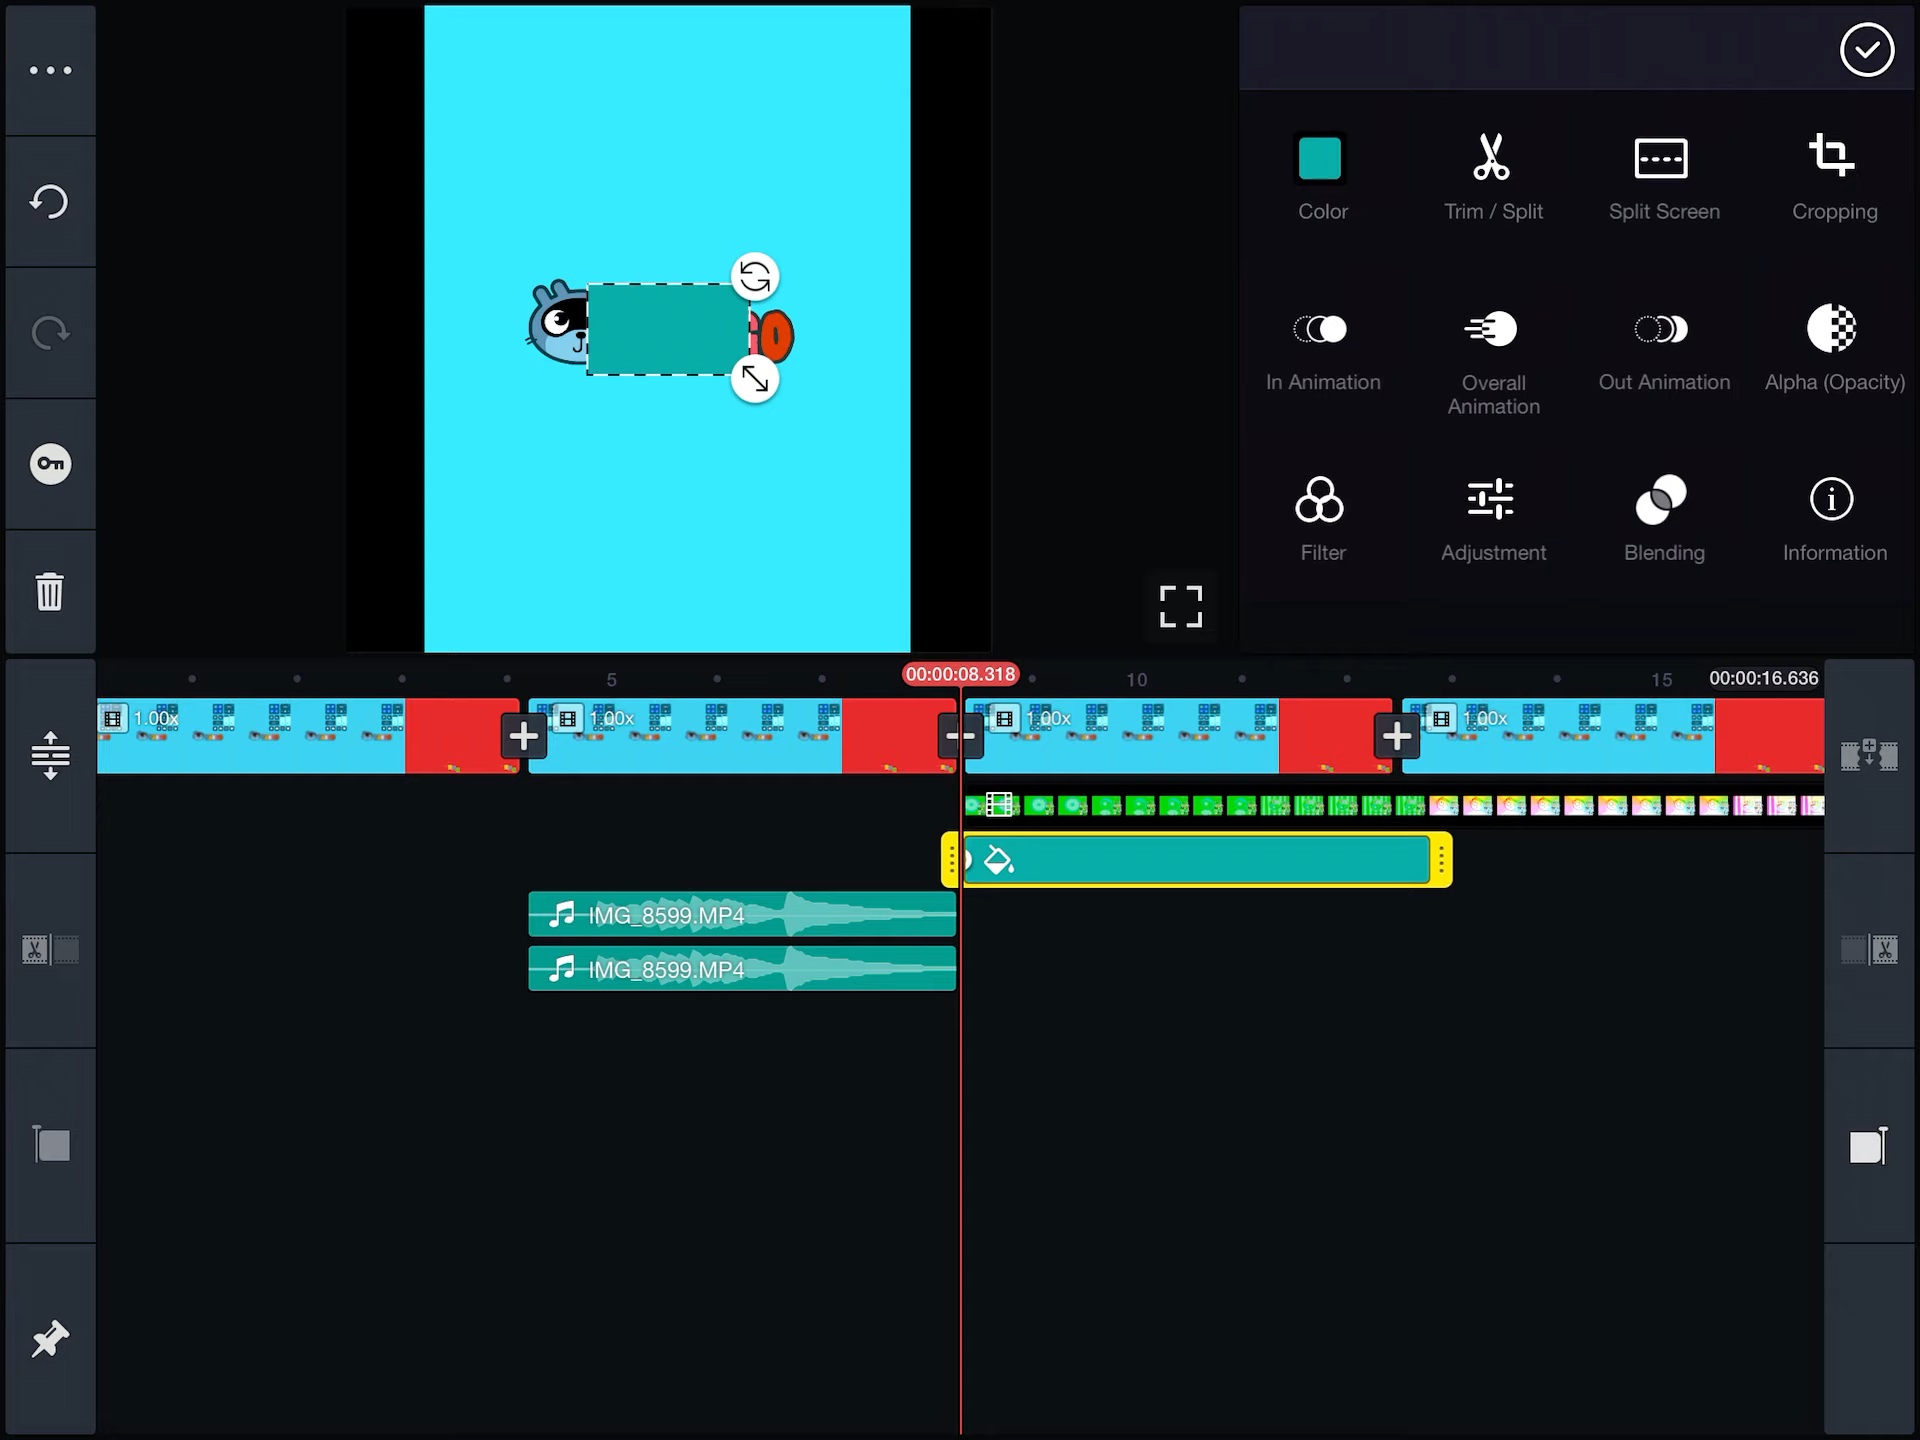 Color
Trim / Split
Split Screen
Cropping
In Animation
Overall
Animation
Out Animation
Alpha (Opacity)
Filter
Adjustment
Blending
Information
5
00:00:08.318
10
15
00:00:16.636
1.00x
1.00x
1.00x
1.00x
IMG_8599.MP4
IMG_8599.MP4